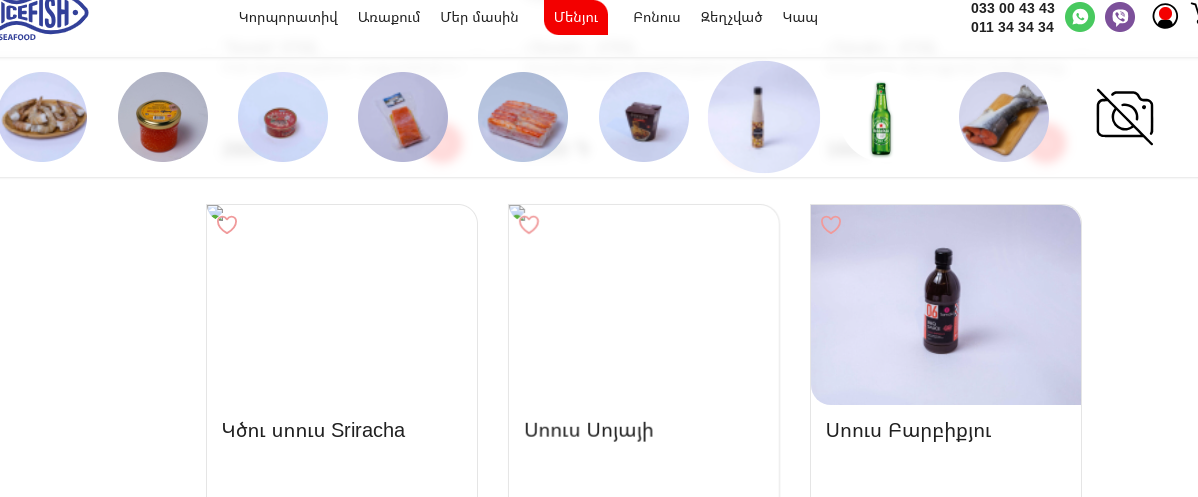 ICEFISH
SEAFOOD
Կորպորատիվ Առաքում Մեր մասին Մենյու Բոնուս Զեղչված Կապ
033 00 43 43
011 34 34 34
Կծու սոուս Sriracha
Սոուս Սոյայի
Սոուս Բարբիքյու